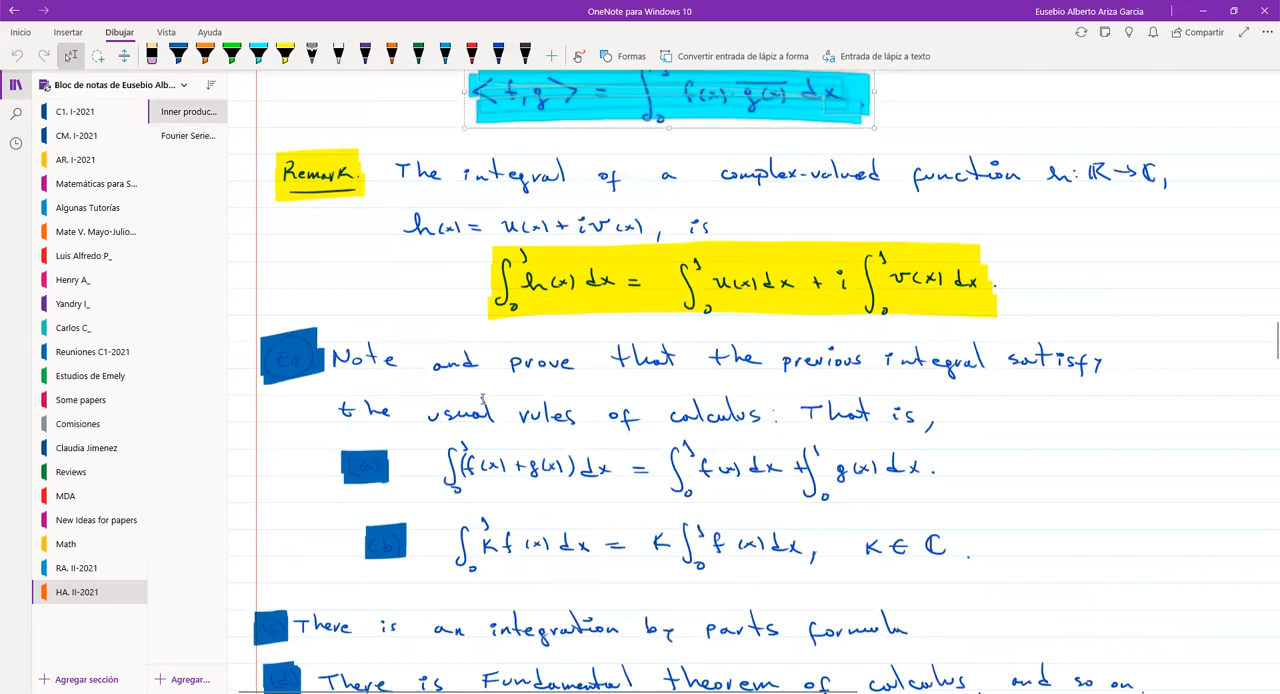 OneNote para Windows 10
Eusebio Alberto Ariza Garcia
Inicio Insertar Dibujar Vista Ayuda
Compartir
Formas Convertir entrada de lápiz a forma Entrada de lápiz a texto
Bloc de notas de Eusebio Alb...
C1. I-2021
CM. I-2021
AR. I-2021
Matemáticas para S...
Algunas Tutorías
Mate V. Mayo-Julio...
Luis Alfredo P_
Henry A_
Yandry I_
Carlos C_
Reuniones C1-2021
Estudios de Emely
Some papers
Comisiones
Claudia Jimenez
Reviews
MDA
New Ideas for papers
Math
RA. II-2021
HA. II-2021
Agregar sección
Inner produc...
Fourier Serie...
Agregar...
<f,g> = ∫₀¹ f(x) \overline{g(x)} dx
Remark. The integral of a complex-valued function h: ℝ→ℂ,
h(x) = u(x) + i v(x), is
∫₀¹ h(x) dx = ∫₀¹ u(x) dx + i ∫₀¹ v(x) dx.
Note and prove that the previous integral satisfy
the usual rules of calculus: That is,
(a) ∫₀¹ (f(x) + g(x)) dx = ∫₀¹ f(x) dx + ∫₀¹ g(x) dx.
(b) ∫₀¹ K f(x) dx = K ∫₀¹ f(x) dx, K ∈ ℂ.
There is an integration by parts formula
(d) There is Fundamental theorem of calculus, and so on.